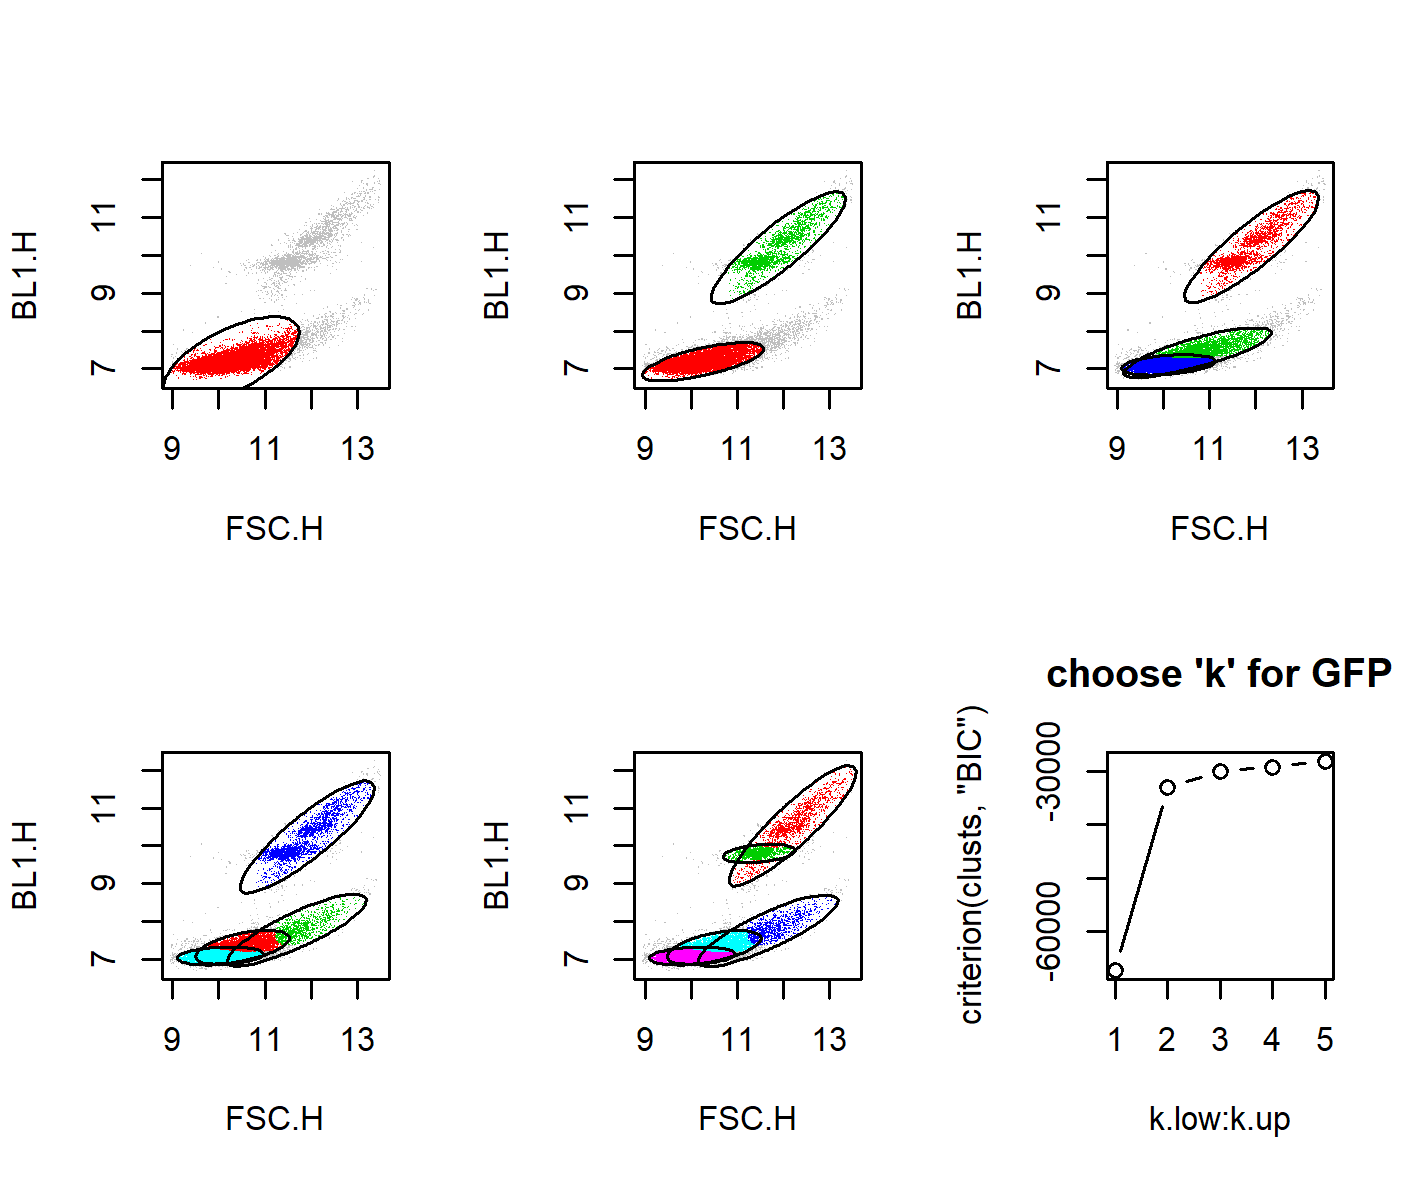 BL1.H
11
9
7
9 11 13
FSC.H
BL1.H
11
9
7
9 11 13
FSC.H
BL1.H
11
9
7
9 11 13
FSC.H
BL1.H
11
9
7
9 11 13
FSC.H
BL1.H
11
9
7
9 11 13
FSC.H
choose 'k' for GFP
criterion(clusts, "BIC")
-30000
-60000
1 2 3 4 5
k.low:k.up